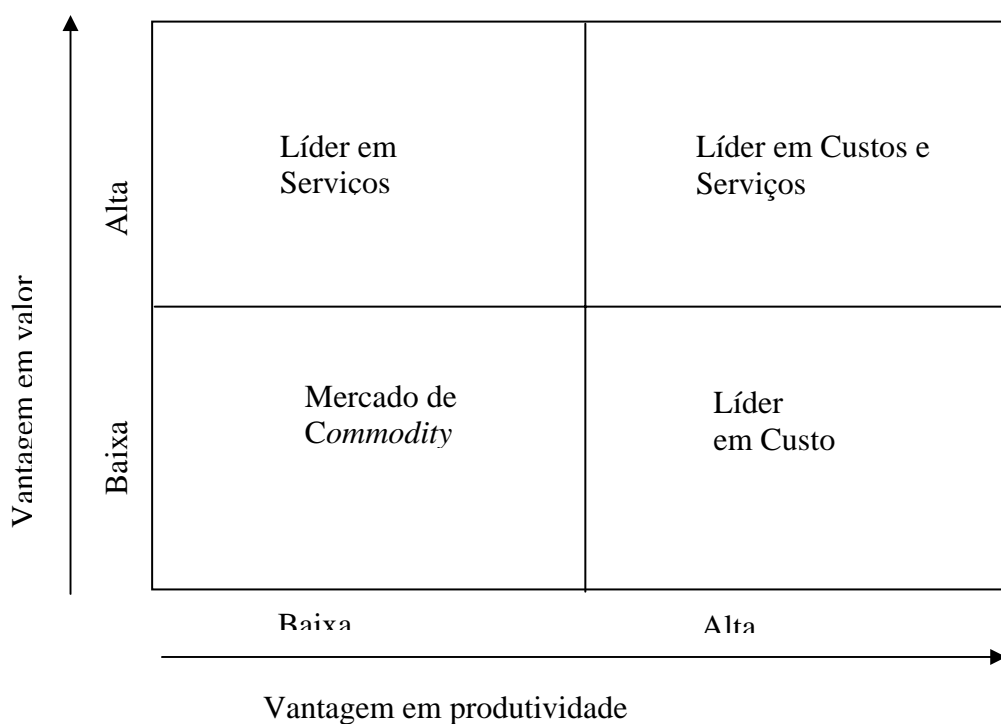 Líder em
Serviços
Líder em Custos e
Serviços
Alta
Vantagem em valor
Mercado de
Commodity
Líder
em Custo
Baixa
Baixa
Alta
Vantagem em produtividade